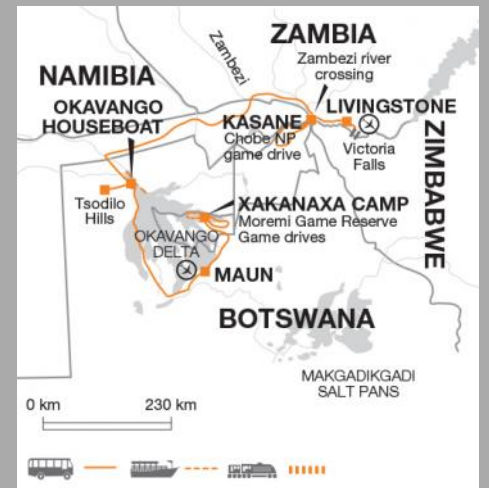 ZAMBIA
Zambezi
Zambezi river
crossing
NAMIBIA
OKAVANGO
HOUSEBOAT
LIVINGSTONE
KASANE
Chobe NP
game drive
Victoria
Falls
ZIMBABWE
Tsodilo
Hills
XAKANAXA CAMP
Moremi Game Reserve
Game drives
OKAVANGO
DELTA
MAUN
BOTSWANA
MAKGADIKGADI
SALT PANS
0 km
230 km